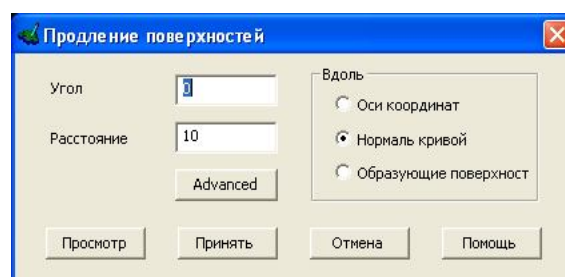 Продление поверхностей
Угол
0
Расстояние
10
Advanced
Вдоль
Оси координат
Нормаль кривой
Образующие поверхност
Просмотр
Принять
Отмена
Помощь